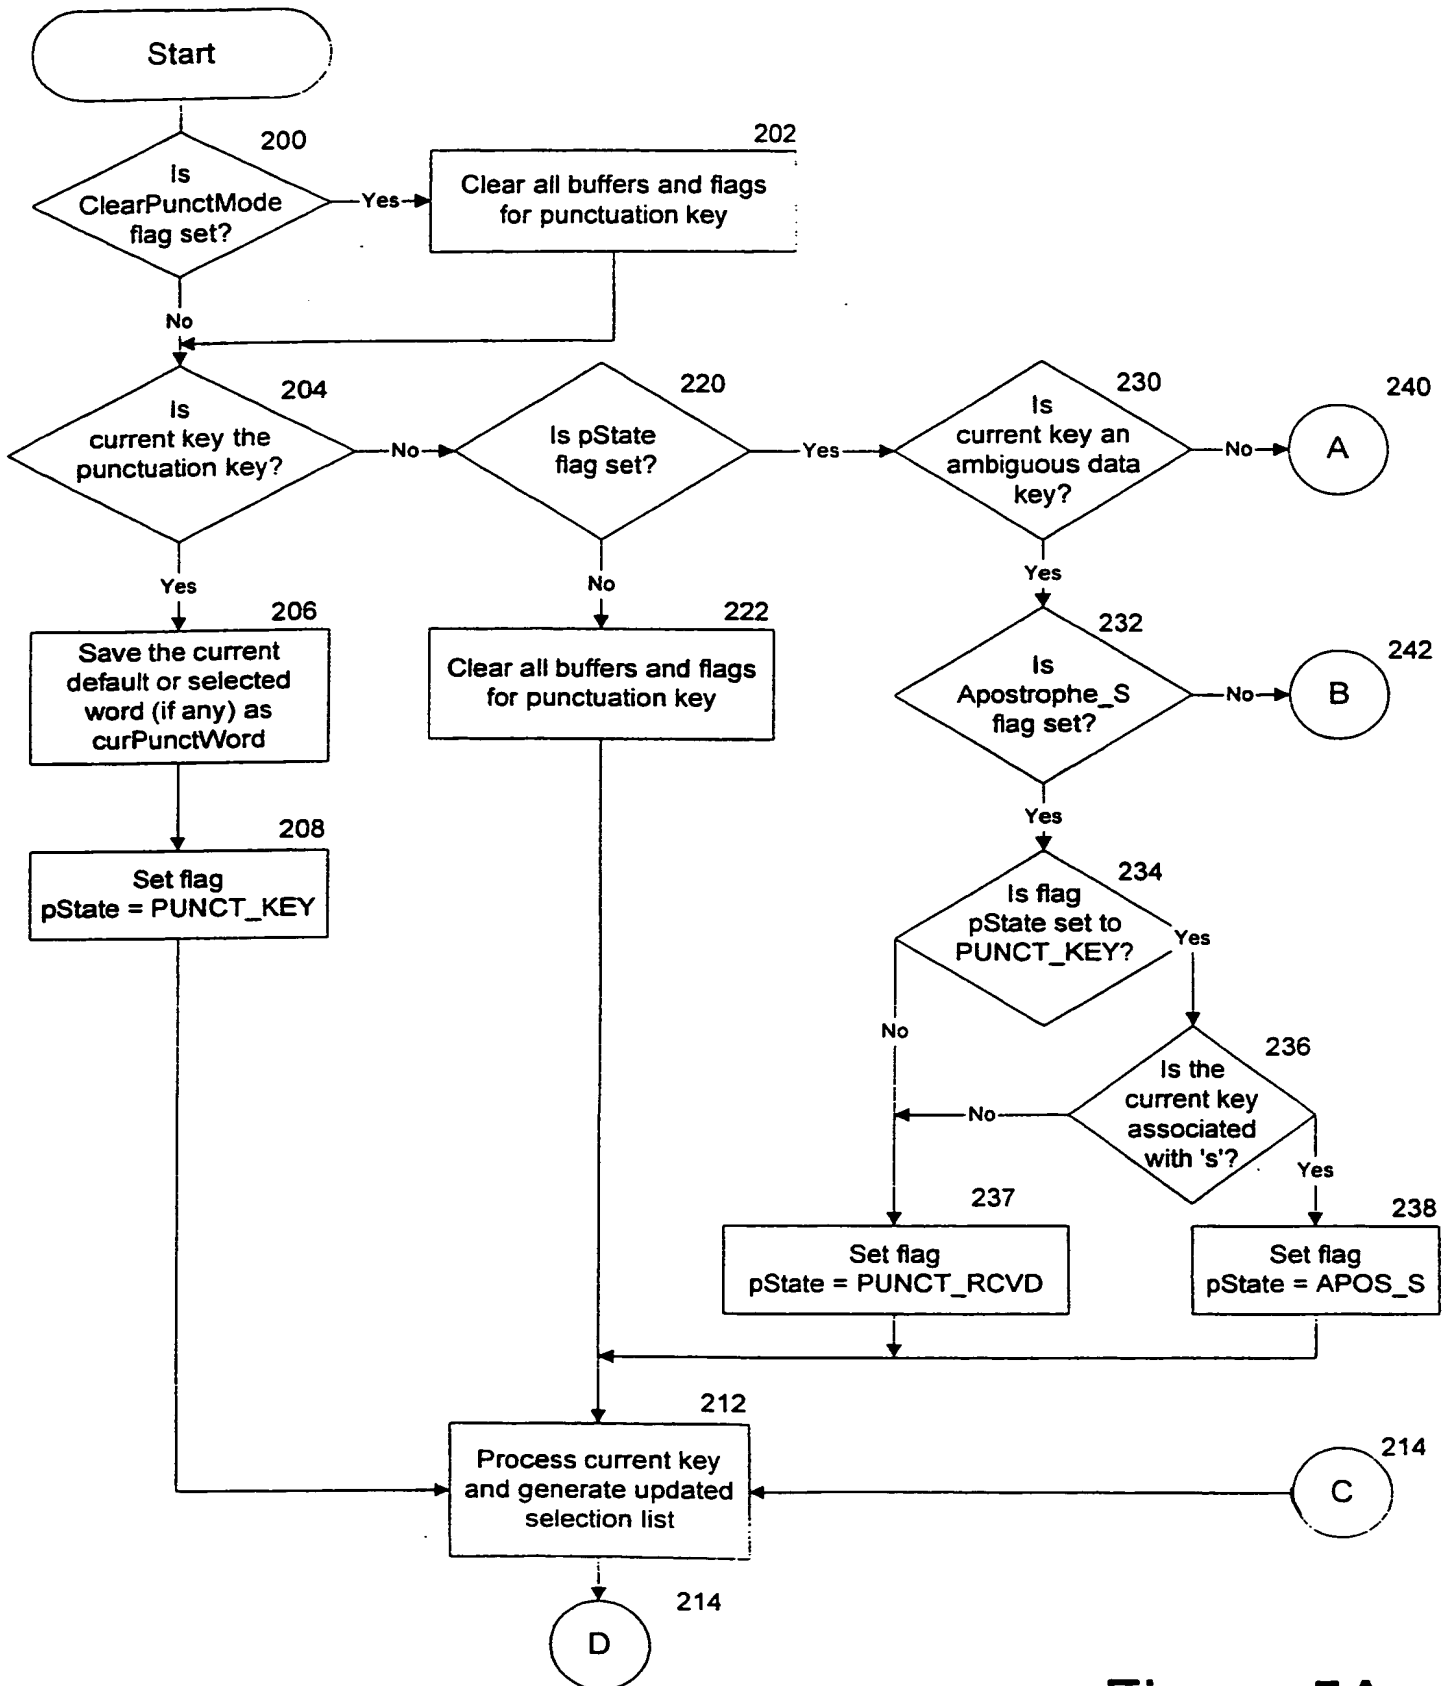 Start
200
Is
ClearPunctMode
flag set?
Yes
202
Clear all buffers and flags
for punctuation key
No
204
Is
current key the
punctuation key?
No
220
Is pState
flag set?
Yes
230
Is
current key an
ambiguous data
key?
No
240
A
Yes
206
Save the current
default or selected
word (if any) as
curPunctWord
No
222
Clear all buffers and flags
for punctuation key
Yes
232
Is
Apostrophe_S
flag set?
No
242
B
208
Set flag
pState = PUNCT_KEY
Yes
234
Is flag
pState set to
PUNCT_KEY?
Yes
No
236
Is the
current key
associated
with 's'?
No
Yes
237
Set flag
pState = PUNCT_RCVD
238
Set flag
pState = APOS_S
212
Process current key
and generate updated
selection list
214
C
214
D